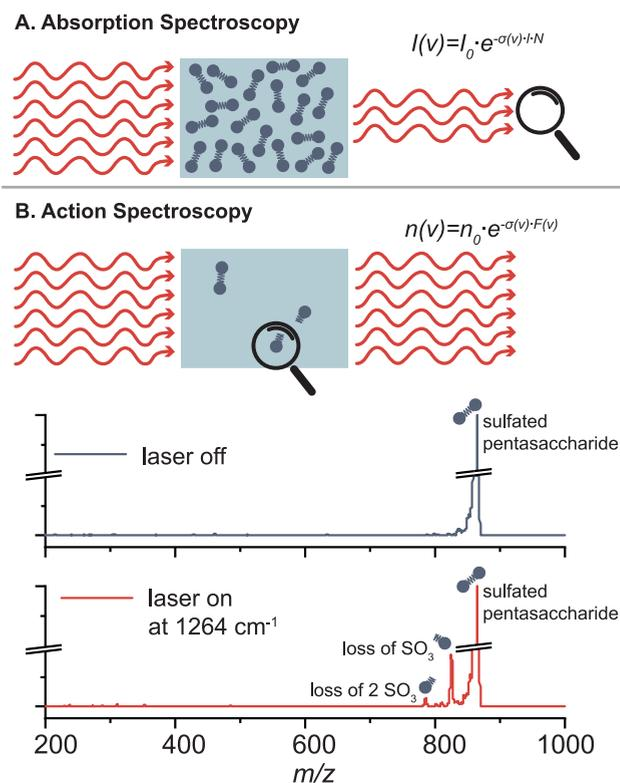 A. Absorption Spectroscopy
I(ν)=I₀·e^-σ(ν)·l·N
B. Action Spectroscopy
n(ν)=n₀·e^-σ(ν)·F(ν)
laser off
sulfated
pentasaccharide
laser on
at 1264 cm⁻¹
sulfated
pentasaccharide
loss of SO₃
loss of 2 SO₃
200 400 600 800 1000
m/z